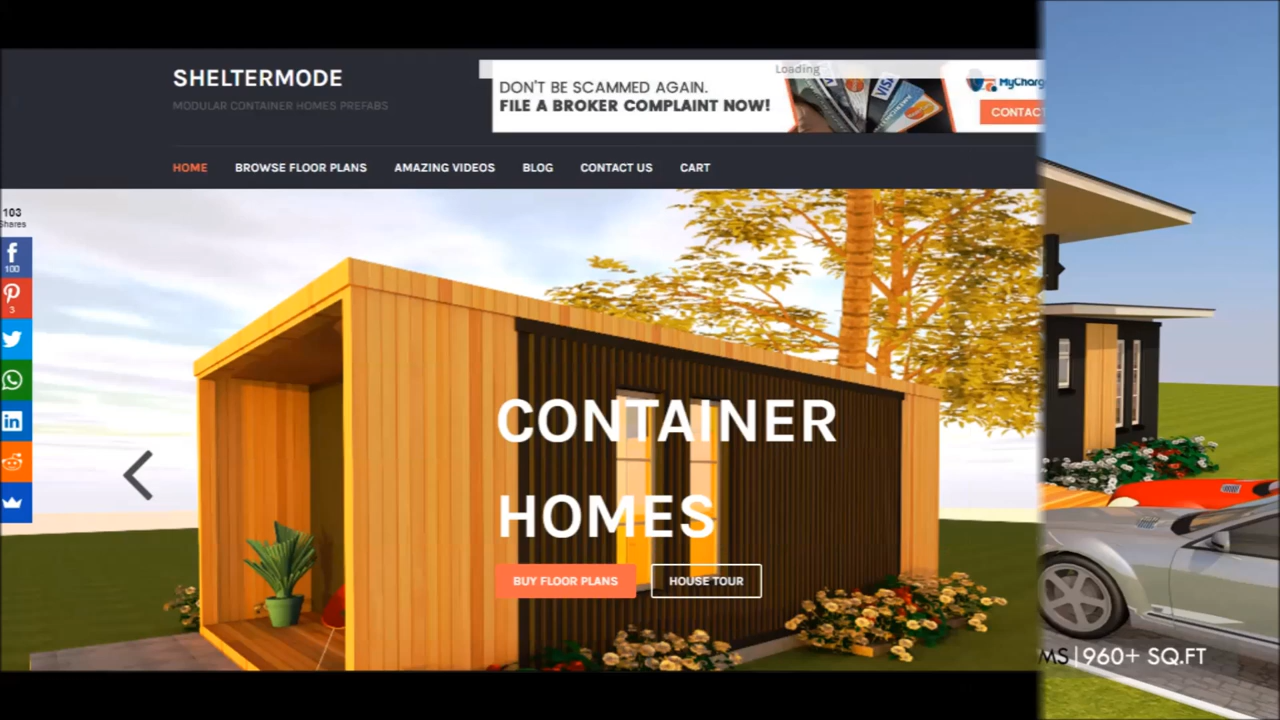 SHELTERMODE
MODULAR CONTAINER HOMES PREFABS
Loading
DON'T BE SCAMMED AGAIN.
FILE A BROKER COMPLAINT NOW!
MyCharg
CONTACT
HOME BROWSE FLOOR PLANS AMAZING VIDEOS BLOG CONTACT US CART
103
Shares
100
3
CONTAINER
HOMES
BUY FLOOR PLANS HOUSE TOUR
MS|960+ SQ.FT